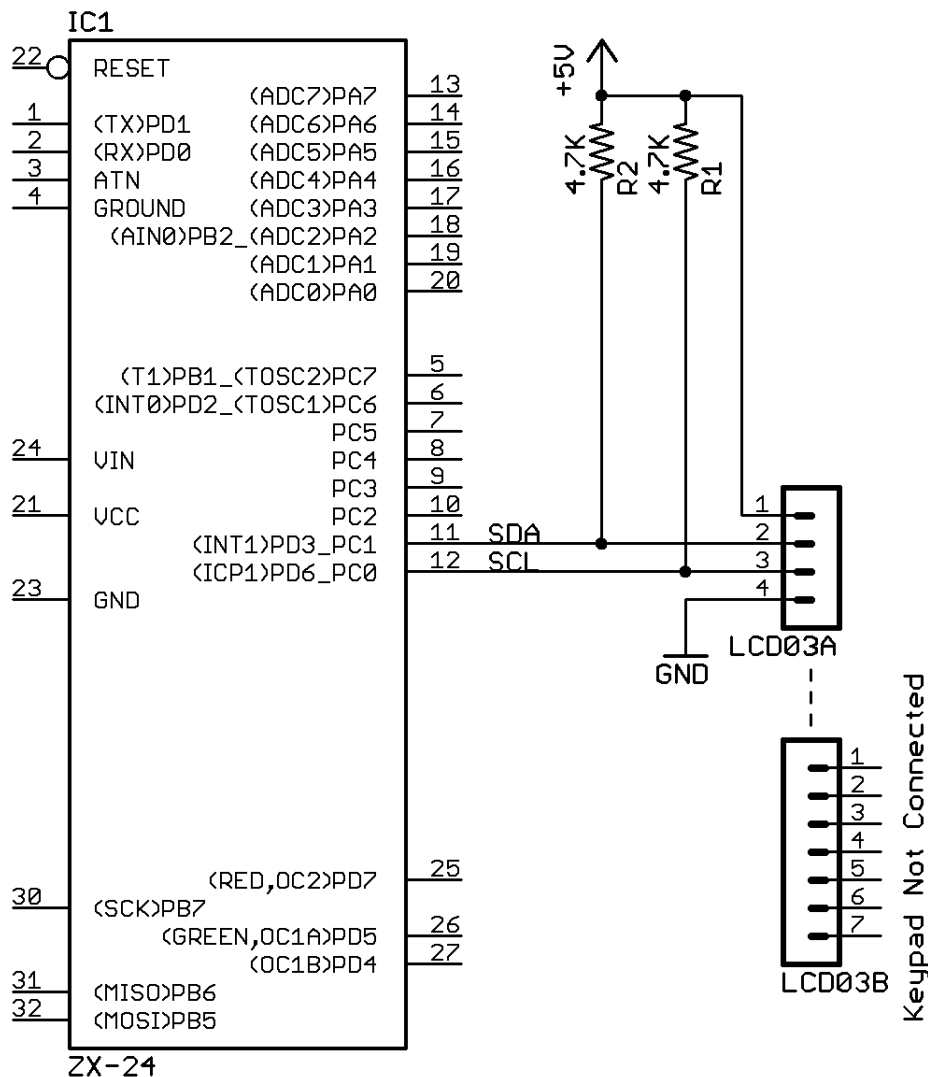 IC1
22
RESET
1
(TX)PD1
2
(RX)PD0
3
ATN
4
GROUND
(ADC7)PA7
13
(ADC6)PA6
14
(ADC5)PA5
15
(ADC4)PA4
16
(ADC3)PA3
17
(AIN0)PB2_(ADC2)PA2
18
(ADC1)PA1
19
(ADC0)PA0
20
(T1)PB1_(TOSC2)PC7
5
(INT0)PD2_(TOSC1)PC6
6
PC5
7
24
VIN
PC4
8
PC3
9
21
VCC
PC2
10
(INT1)PD3_PC1
11
SDA
(ICP1)PD6_PC0
12
SCL
23
GND
(RED,OC2)PD7
25
30
(SCK)PB7
(GREEN,OC1A)PD5
26
(OC1B)PD4
27
31
(MISO)PB6
32
(MOSI)PB5
ZX-24
+5V
4.7K
R2
4.7K
R1
1
2
3
4
LCD03A
GND
1
2
3
4
5
6
7
LCD03B
Keypad Not Connected